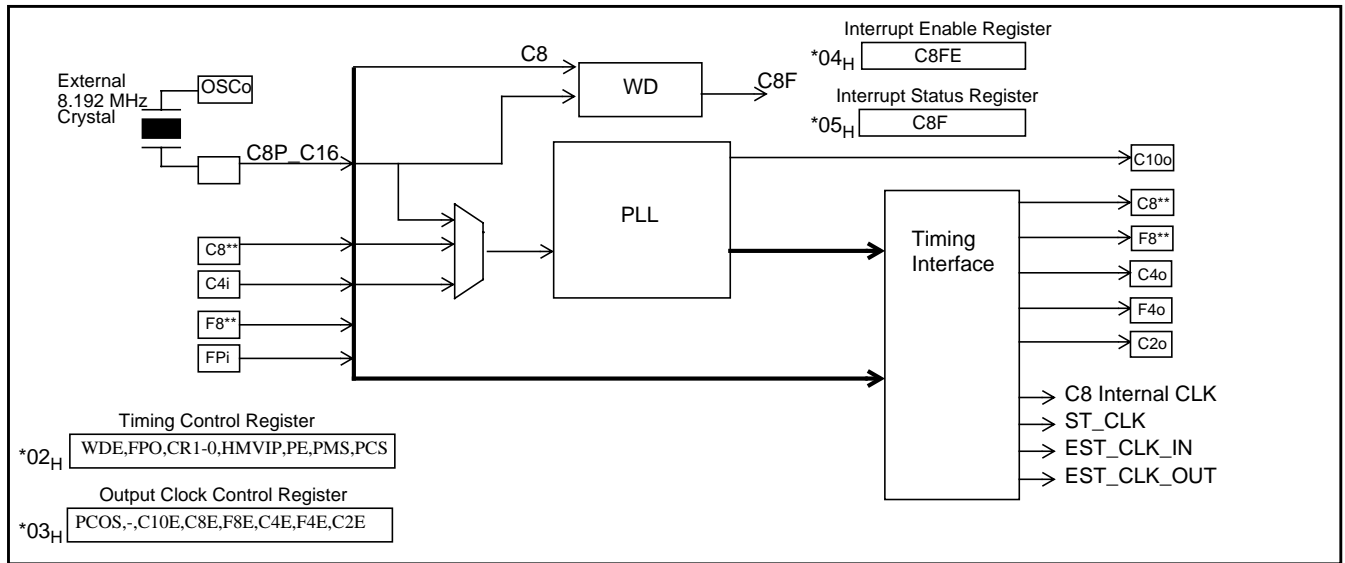 Interrupt Enable Register
*04H C8FE
Interrupt Status Register
*05H C8F
External
8.192 MHz
Crystal
OSCo
C8P_C16
C8
WD
C8F
PLL
Timing
Interface
C8**
C4i
F8**
FPi
C10o
C8**
F8**
C4o
F4o
C2o
C8 Internal CLK
ST_CLK
EST_CLK_IN
EST_CLK_OUT
Timing Control Register
*02H WDE,FPO,CR1-0,HMVIP,PE,PMS,PCS
Output Clock Control Register
*03H PCOS,-,C10E,C8E,F8E,C4E,F4E,C2E